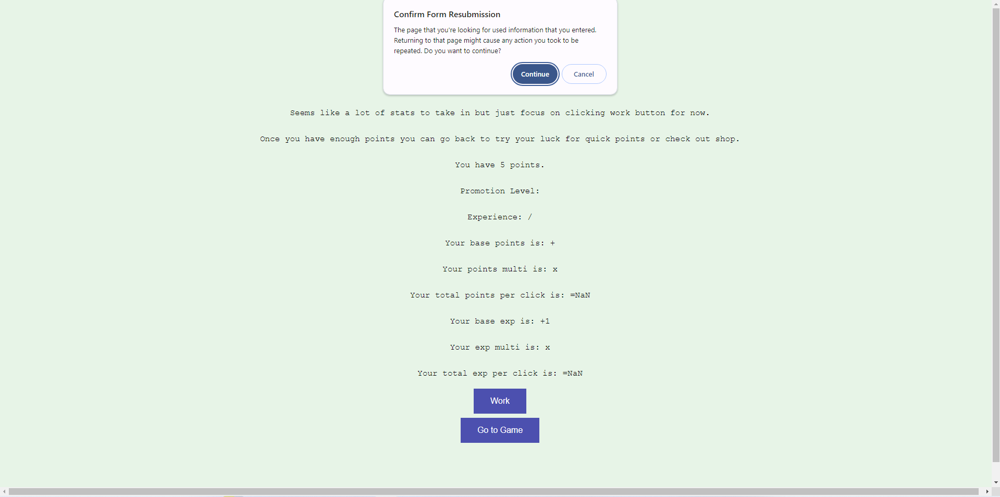 Confirm Form Resubmission
The page that you're looking for used information that you entered.
Returning to that page might cause any action you took to be
repeated. Do you want to continue?
Continue
Cancel
Seems like a lot of stats to take in but just focus on clicking work button for now.
Once you have enough points you can go back to try your luck for quick points or check out shop.
You have 5 points.
Promotion Level:
Experience: /
Your base points is: +
Your points multi is: x
Your total points per click is: =NaN
Your base exp is: +1
Your exp multi is: x
Your total exp per click is: =NaN
Work
Go to Game